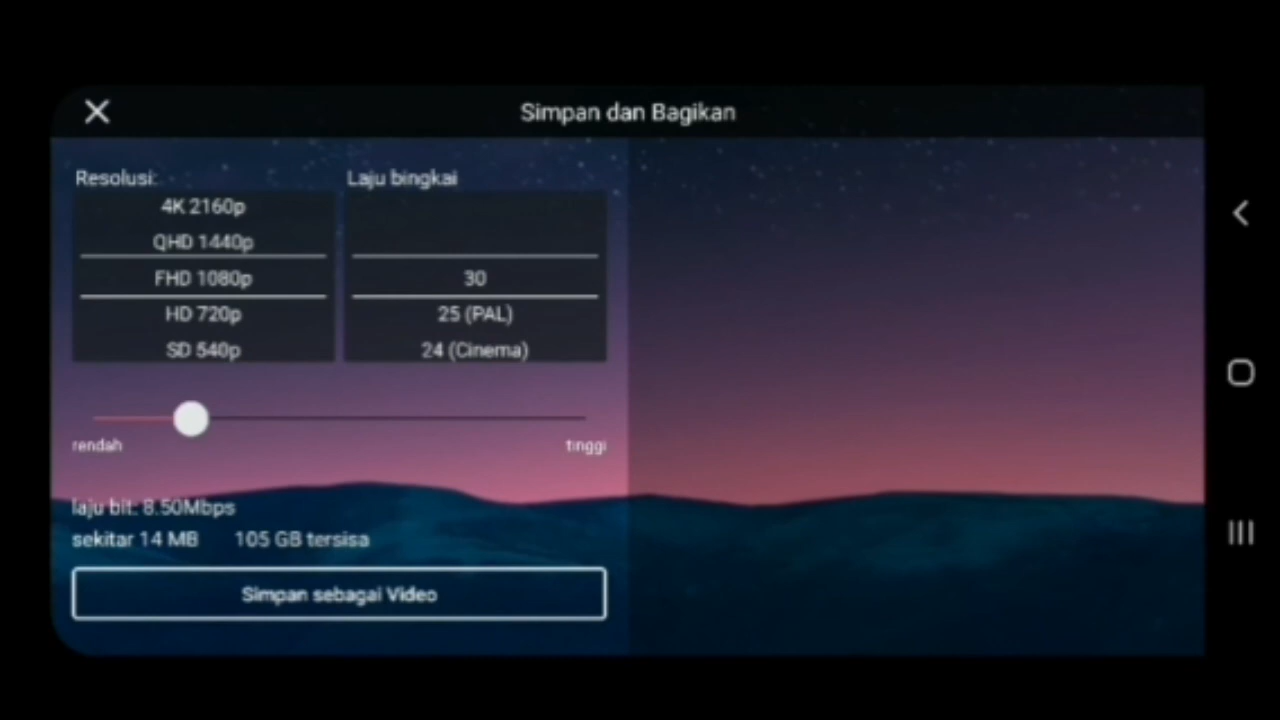 Simpan dan Bagikan
Resolusi:
4K 2160p
QHD 1440p
FHD 1080p
HD 720p
SD 540p
Laju bingkai
30
25 (PAL)
24 (Cinema)
rendah
tinggi
laju bit: 8.50Mbps
sekitar 14 MB 105 GB tersisa
Simpan sebagai Video